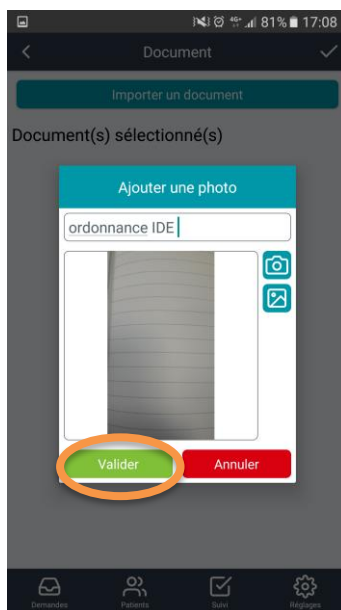 4G+ 81% 17:08
Document
Importer un document
Document(s) sélectionné(s)
Ajouter une photo
ordonnance IDE
Valider Annuler
Demandes Patients Suivi Réglages